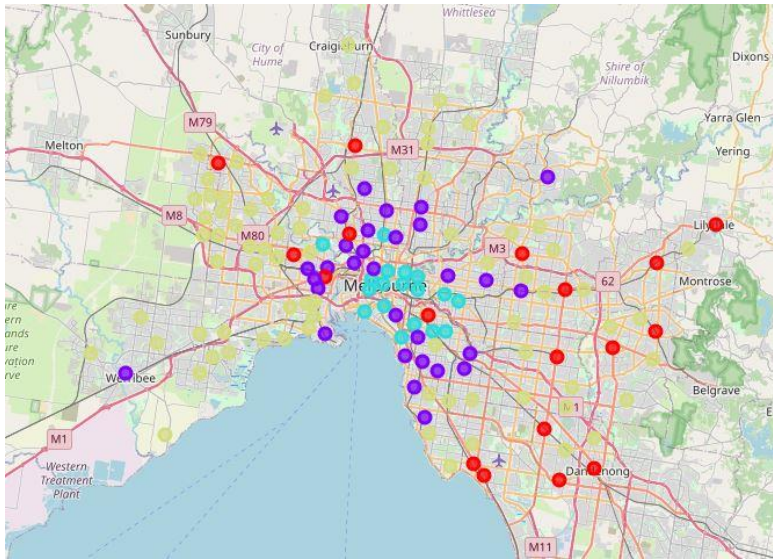 Whittlesea
Sunbury
City of
Hume
Craigieburn
Dixons
Shire of
Nillumbik
M79
Yarra Glen
Melton
M31
Yering
M8
M80
Lilydale
M3
62
Montrose
Melbourne
Werribee
Belgrave
M1
1
Western
Treatment
Plant
Dandenong
M11